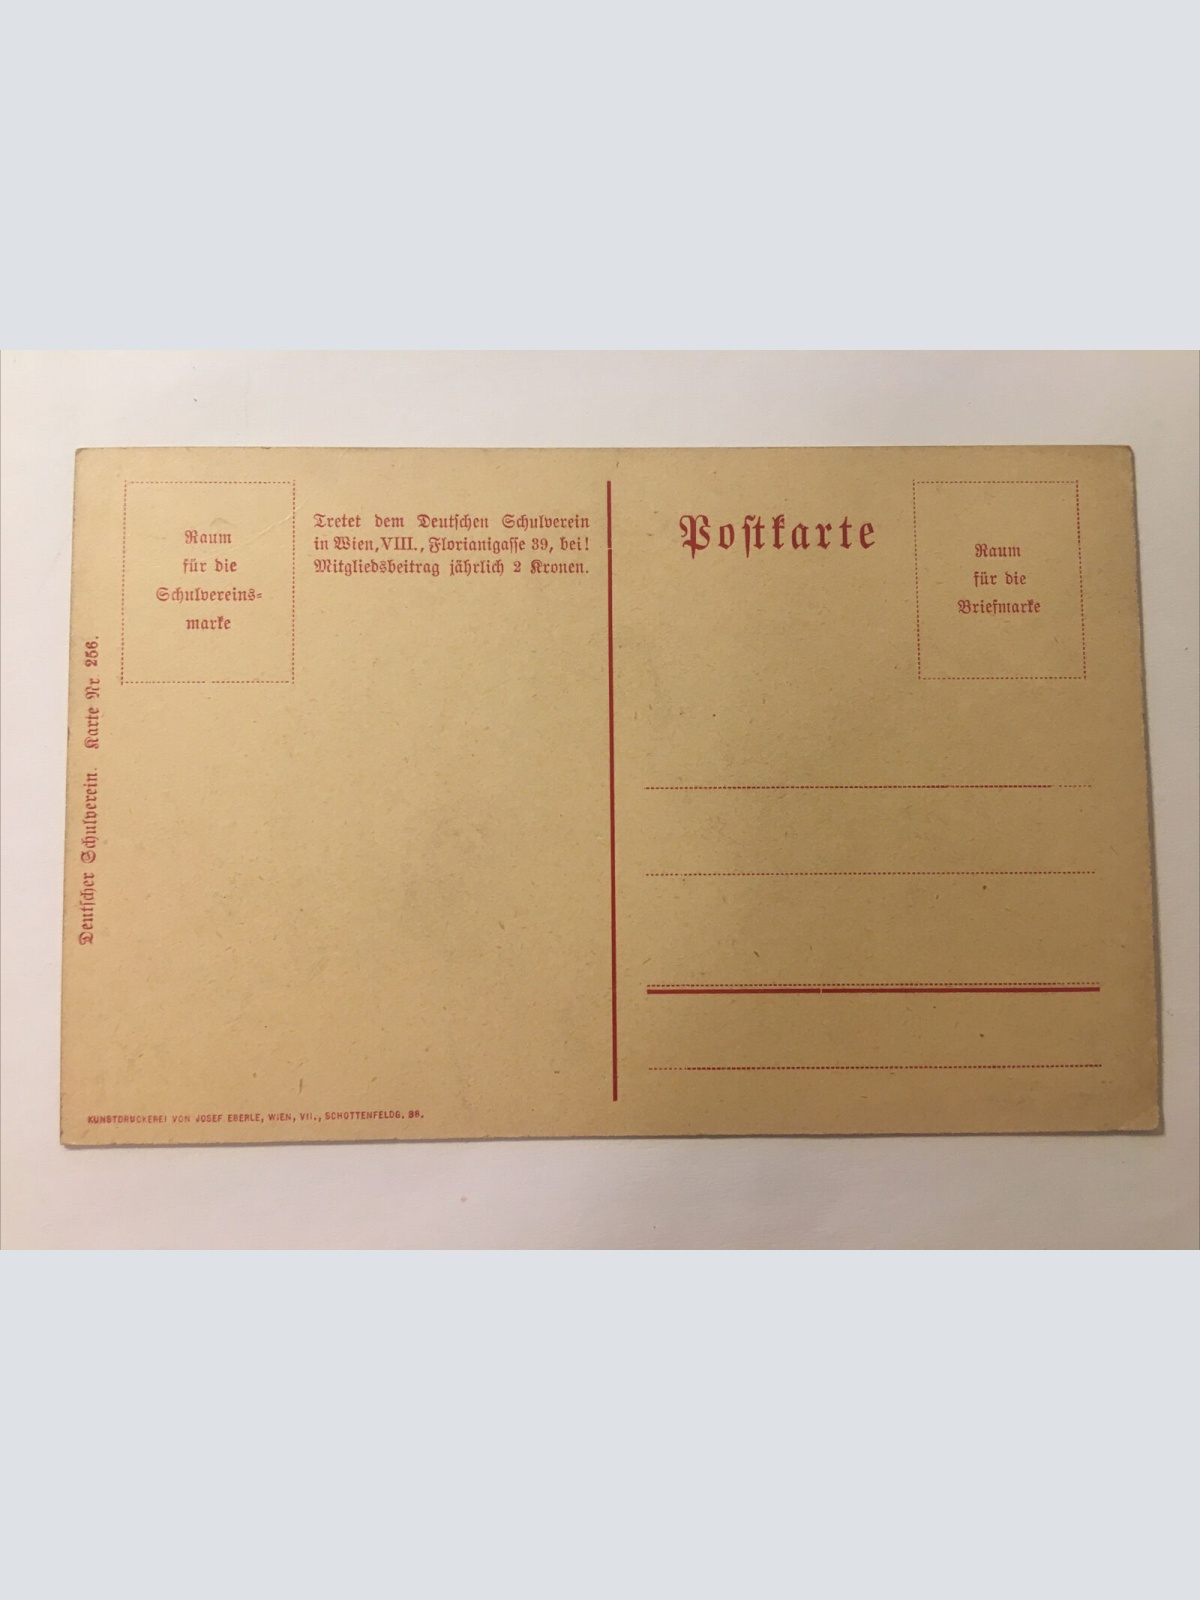 Raum
für die
Schulvereins-
marke
Tretet dem Deutschen Schulverein
in Wien, VIII., Florianigasse 39, bei!
Mitgliedsbeitrag jährlich 2 Kronen.
Postkarte
Raum
für die
Briefmarke
Deutscher Schulverein. Karte Nr. 256.
KUNSTDRUCKEREI VON JOSEF EBERLE, WIEN, VII., SCHOTTENFELDG. 98.